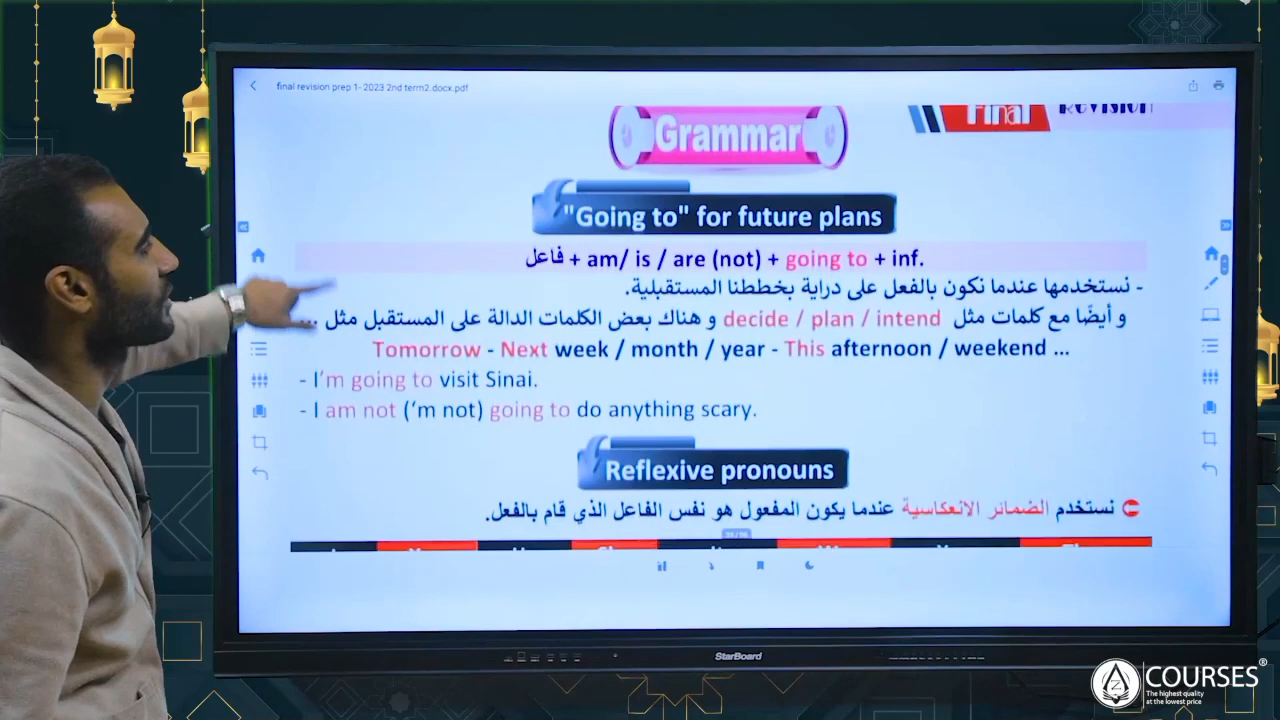 final revision prep 1- 2023 2nd term2.docx.pdf
Final Revision
Grammar
"Going to" for future plans
فاعل + am/ is / are (not) + going to + inf.
- نستخدمها عندما نكون بالفعل على دراية بخططنا المستقبلية.
و أيضًا مع كلمات مثل decide / plan / intend و هناك بعض الكلمات الدالة على المستقبل مثل ...
Tomorrow - Next week / month / year - This afternoon / weekend ...
- I'm going to visit Sinai.
- I am not ('m not) going to do anything scary.
Reflexive pronouns
نستخدم الضمائر الانعكاسية عندما يكون المفعول هو نفس الفاعل الذي قام بالفعل.
StarBoard
COURSES®
The highest quality
at the lowest price